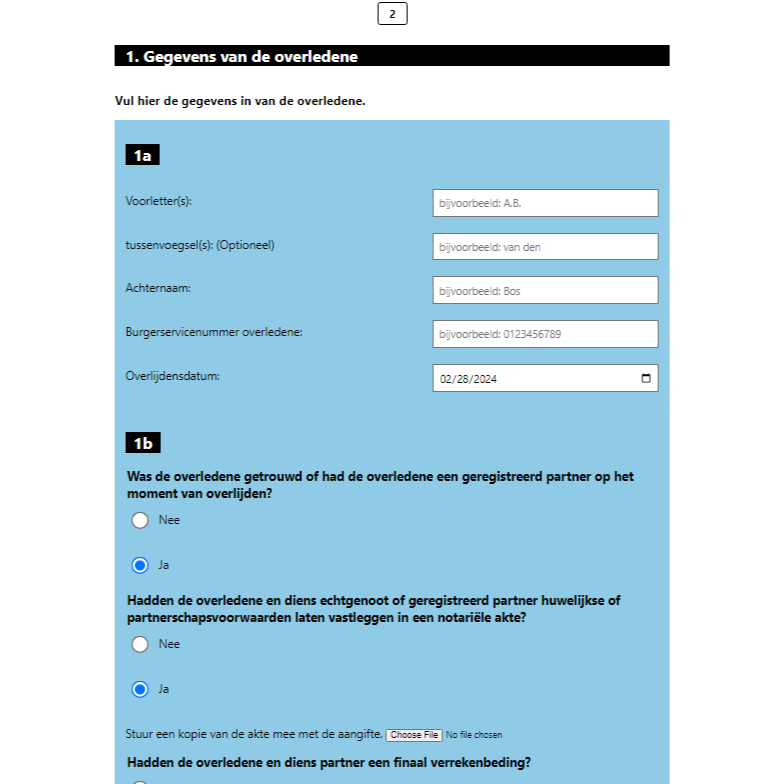 2
1. Gegevens van de overledene
Vul hier de gegevens in van de overledene.
1a
Voorletter(s):
bijvoorbeeld: A.B.
tussenvoegsel(s): (Optioneel)
bijvoorbeeld: van den
Achternaam:
bijvoorbeeld: Bos
Burgerservicenummer overledene:
bijvoorbeeld: 0123456789
Overlijdensdatum:
02/28/2024
1b
Was de overledene getrouwd of had de overledene een geregistreerd partner op het
moment van overlijden?
Nee
Ja
Hadden de overledene en diens echtgenoot of geregistreerd partner huwelijkse of
partnerschapsvoorwaarden laten vastleggen in een notariële akte?
Nee
Ja
Stuur een kopie van de akte mee met de aangifte. Choose File No file chosen
Hadden de overledene en diens partner een finaal verrekenbeding?